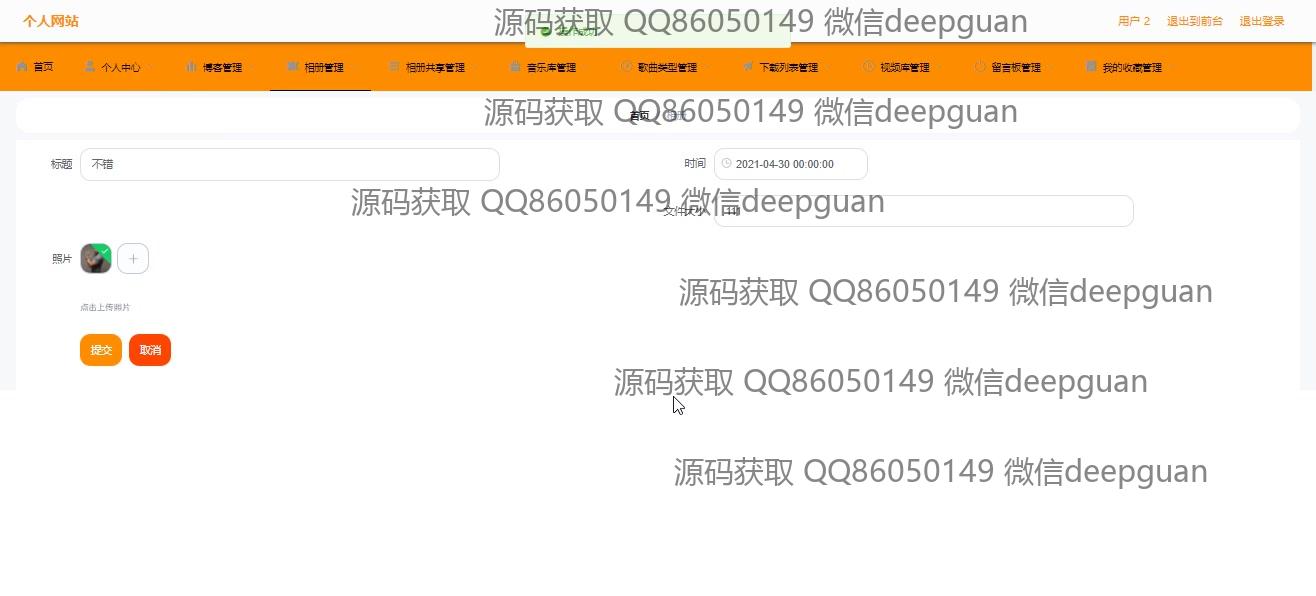 个人网站
源码获取 QQ86050149 微信deepguan
用户 2 退出到前台 退出登录
首页 个人中心 博客管理 相册管理 相册共享管理 音乐库管理 歌曲类型管理 下载列表管理 视频库管理 留言板管理 我的收藏管理
源码获取 QQ86050149 微信deepguan
首页 相册
标题 不错
时间 2021-04-30 00:00:00
源码获取 QQ86050149 微信deepguan
文件大小
照片
源码获取 QQ86050149 微信deepguan
点击上传照片
提交 取消
源码获取 QQ86050149 微信deepguan
源码获取 QQ86050149 微信deepguan